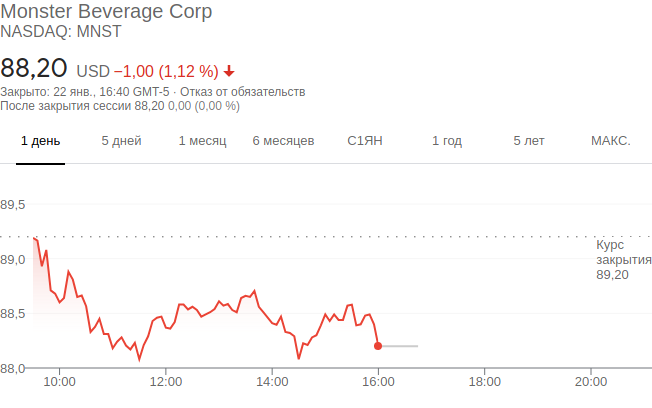 Monster Beverage Corp
NASDAQ: MNST
88,20 USD −1,00 (1,12 %)
Закрыто: 22 янв., 16:40 GMT-5 · Отказ от обязательств
После закрытия сессии 88,20 0,00 (0,00 %)
1 день 5 дней 1 месяц 6 месяцев С1ЯН 1 год 5 лет МАКС.
89,5
Курс
закрытия
89,20
89,0
88,5
88,0
10:00 12:00 14:00 16:00 18:00 20:00